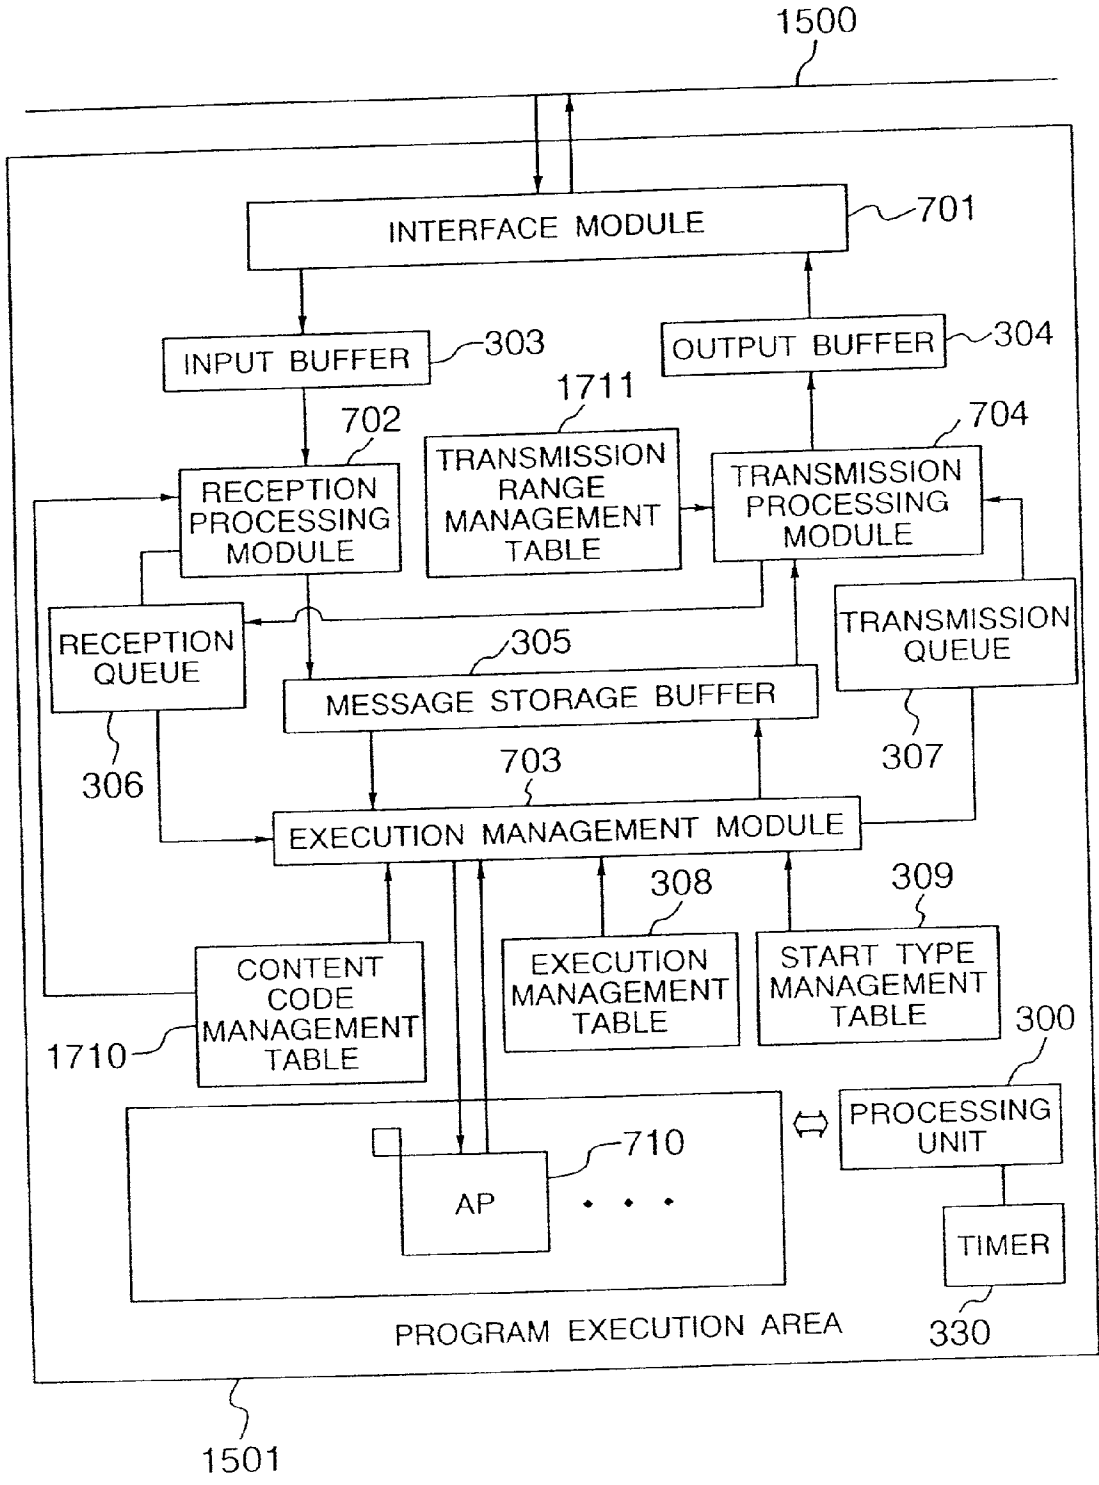 1500
INTERFACE MODULE
701
INPUT BUFFER
303
OUTPUT BUFFER
304
702
1711
704
RECEPTION
PROCESSING
MODULE
TRANSMISSION
RANGE
MANAGEMENT
TABLE
TRANSMISSION
PROCESSING
MODULE
RECEPTION
QUEUE
305
TRANSMISSION
QUEUE
MESSAGE STORAGE BUFFER
306
703
307
EXECUTION MANAGEMENT MODULE
308
309
CONTENT
CODE
MANAGEMENT
TABLE
1710
EXECUTION
MANAGEMENT
TABLE
START TYPE
MANAGEMENT
TABLE
300
PROCESSING
UNIT
710
AP
TIMER
330
PROGRAM EXECUTION AREA
1501